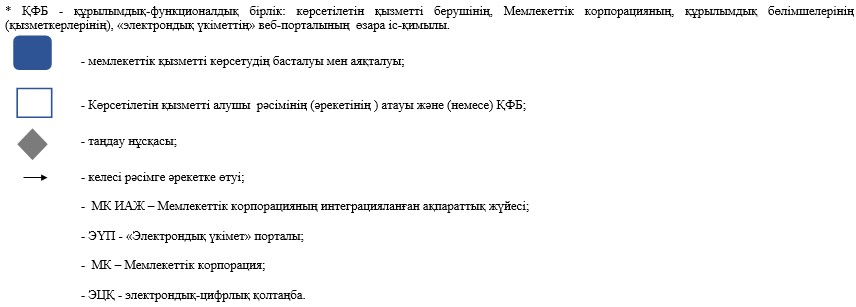 * ҚФБ - құрылымдық-функционалдық бірлік: көрсетілетін қызметті берушінің, Мемлекеттік корпорацияның, құрылымдық бөлімшелерінің
(қызметкерлерінің), «электрондық үкіметтің» веб-порталының өзара іс-қимылы.
- мемлекеттік қызметті көрсетудің басталуы мен аяқталуы;
- Көрсетілетін қызметті алушы рәсімінің (әрекетінің ) атауы және (немесе) ҚФБ;
- таңдау нұсқасы;
- келесі рәсімге әрекетке өтуі;
- МК ИАЖ – Мемлекеттік корпорацияның интеграцияланған ақпараттық жүйесі;
- ЭҮП - «Электрондық үкімет» порталы;
- МК – Мемлекеттік корпорация;
- ЭЦҚ - электрондық-цифрлық қолтаңба.